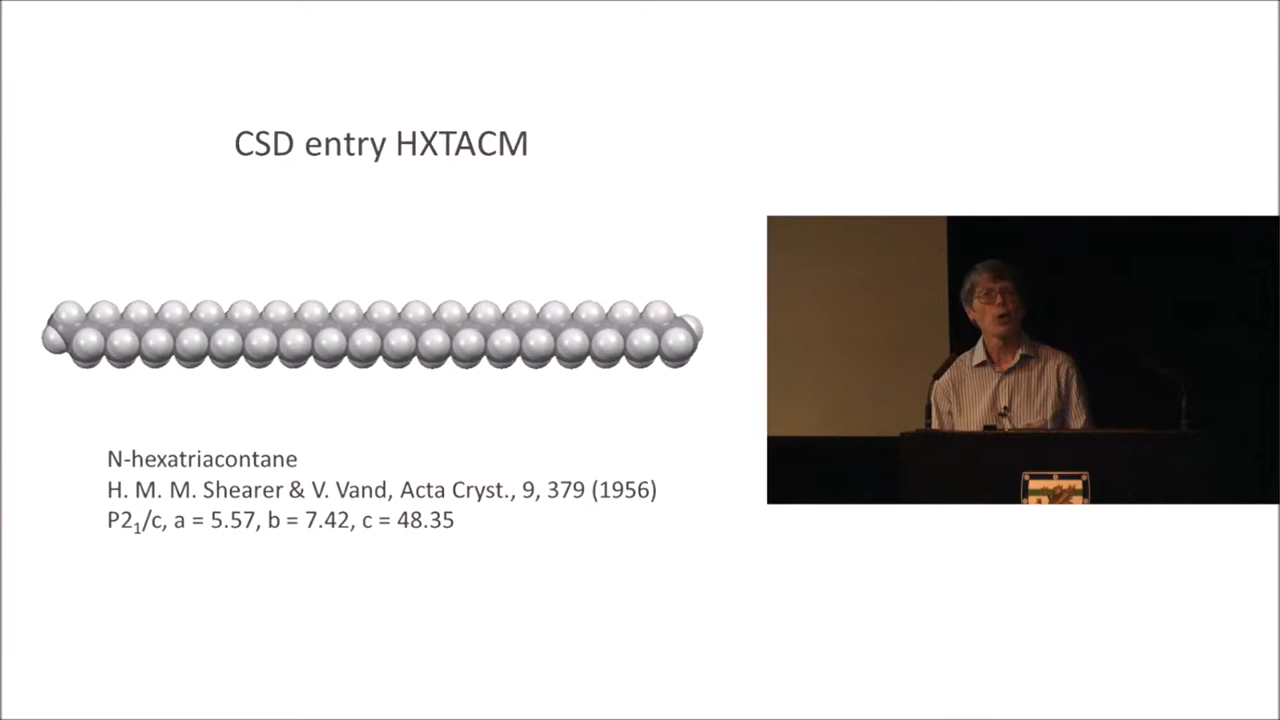 CSD entry HXTACM
N-hexatriacontane
H. M. M. Shearer & V. Vand, Acta Cryst., 9, 379 (1956)
P2₁/c, a = 5.57, b = 7.42, c = 48.35